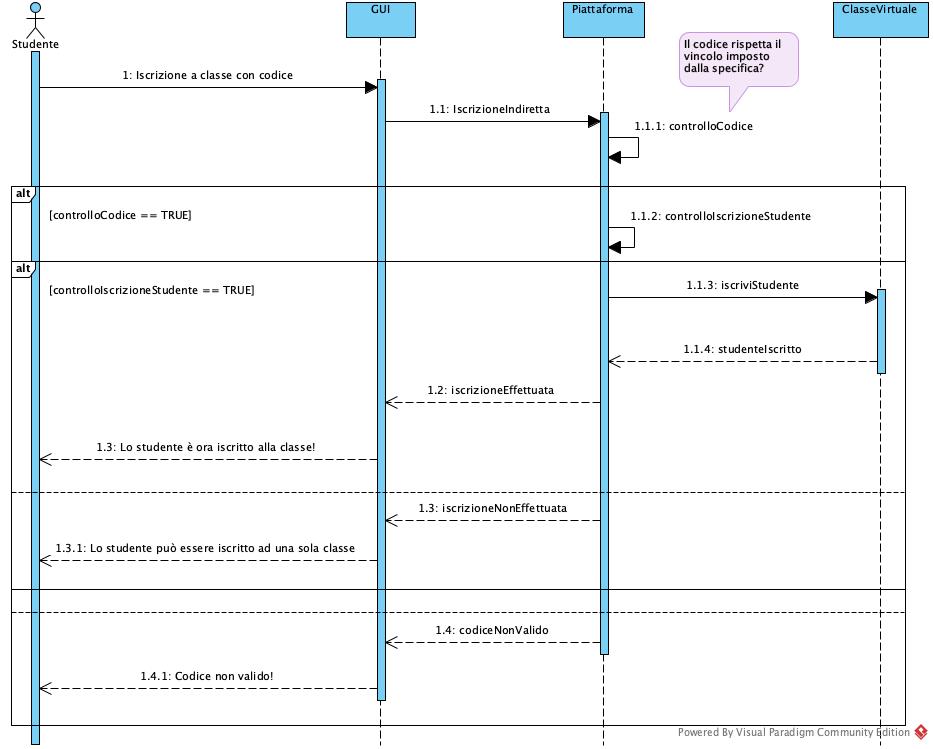 GUI
Piattaforma
ClasseVirtuale
Studente
Il codice rispetta il
vincolo imposto
dalla specifica?
1: Iscrizione a classe con codice
1.1: IscrizioneIndiretta
1.1.1: controlloCodice
alt
[controlloCodice == TRUE]
1.1.2: controlloIscrizioneStudente
alt
[controlloIscrizioneStudente == TRUE]
1.1.3: iscriviStudente
1.1.4: studenteIscritto
1.2: iscrizioneEffettuata
1.3: Lo studente è ora iscritto alla classe!
1.3: iscrizioneNonEffettuata
1.3.1: Lo studente può essere iscritto ad una sola classe
1.4: codiceNonValido
1.4.1: Codice non valido!
Powered By Visual Paradigm Community Edition